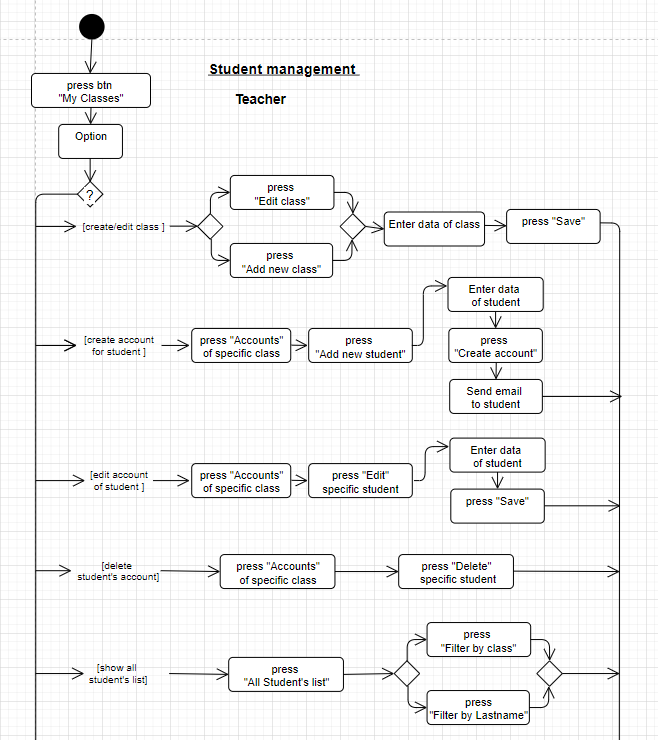 Student management
Teacher
press btn
"My Classes"
Option
?
[create/edit class ]
press
"Edit class"
press
"Add new class"
Enter data of class
press "Save"
[create account
for student ]
press "Accounts"
of specific class
press
"Add new student"
Enter data
of student
press
"Create account"
Send email
to student
[edit account
of student ]
press "Accounts"
of specific class
press "Edit"
specific student
Enter data
of student
press "Save"
[delete
student's account]
press "Accounts"
of specific class
press "Delete"
specific student
[show all
student's list]
press
"All Student's list"
press
"Filter by class"
press
"Filter by Lastname"